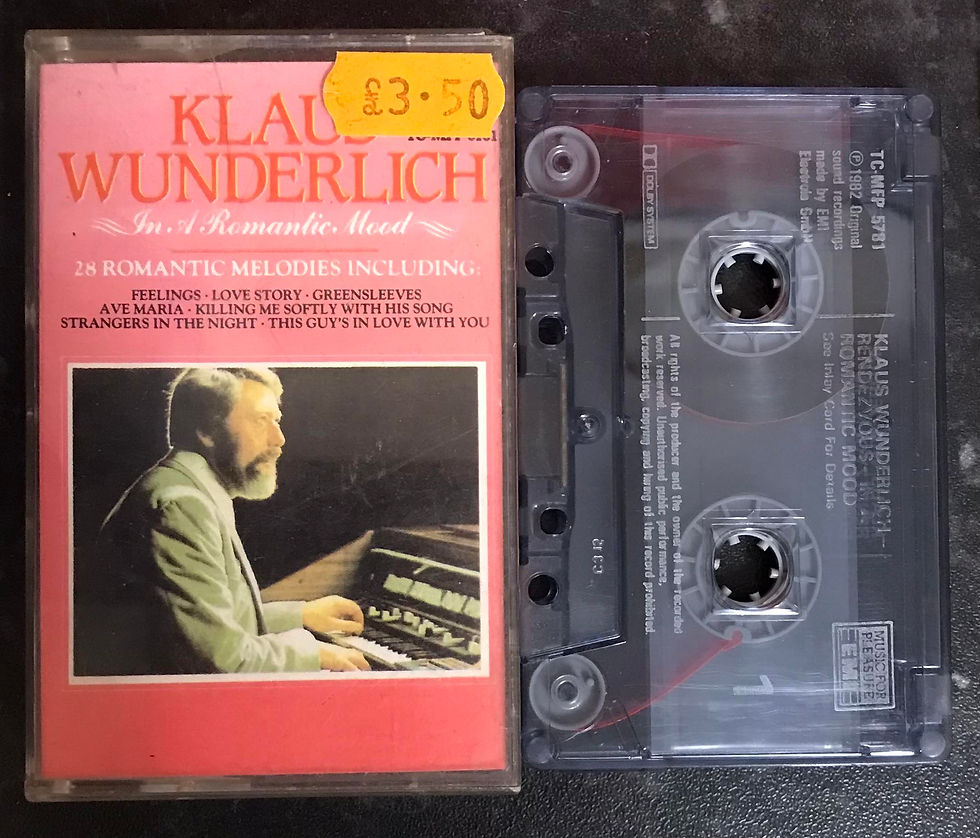 £3.50
KLAUS
WUNDERLICH
In A Romantic Mood
28 ROMANTIC MELODIES INCLUDING:
FEELINGS · LOVE STORY · GREENSLEEVES
AVE MARIA · KILLING ME SOFTLY WITH HIS SONG
STRANGERS IN THE NIGHT · THIS GUY'S IN LOVE WITH YOU
TC-MFP 5781
Ⓟ 1982 Original
sound recordings
made by EMI
Electrola GmbH
DOLBY SYSTEM
KLAUS WUNDERLICH—
RENDEZVOUS IN A
ROMANTIC MOOD
See Inlay Card For Details
All rights of the producer and the owner of the recorded
work reserved. Unauthorised public performance,
broadcasting, copying and hiring of this record prohibited.
C312
1
MUSIC FOR
PLEASURE
EMI